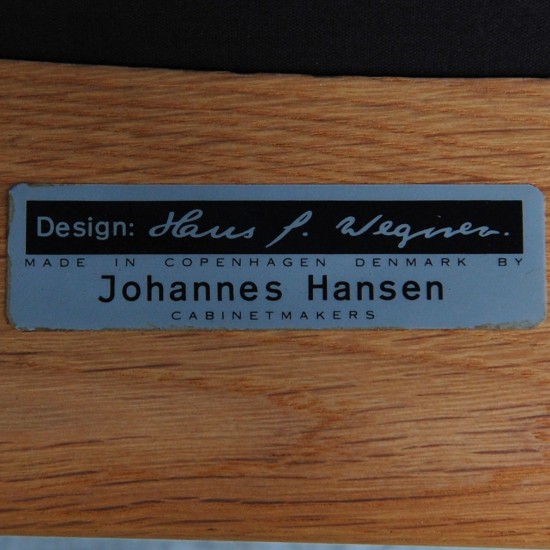 Design: Hans J. Wegner.
MADE IN COPENHAGEN DENMARK BY
Johannes Hansen
CABINETMAKERS